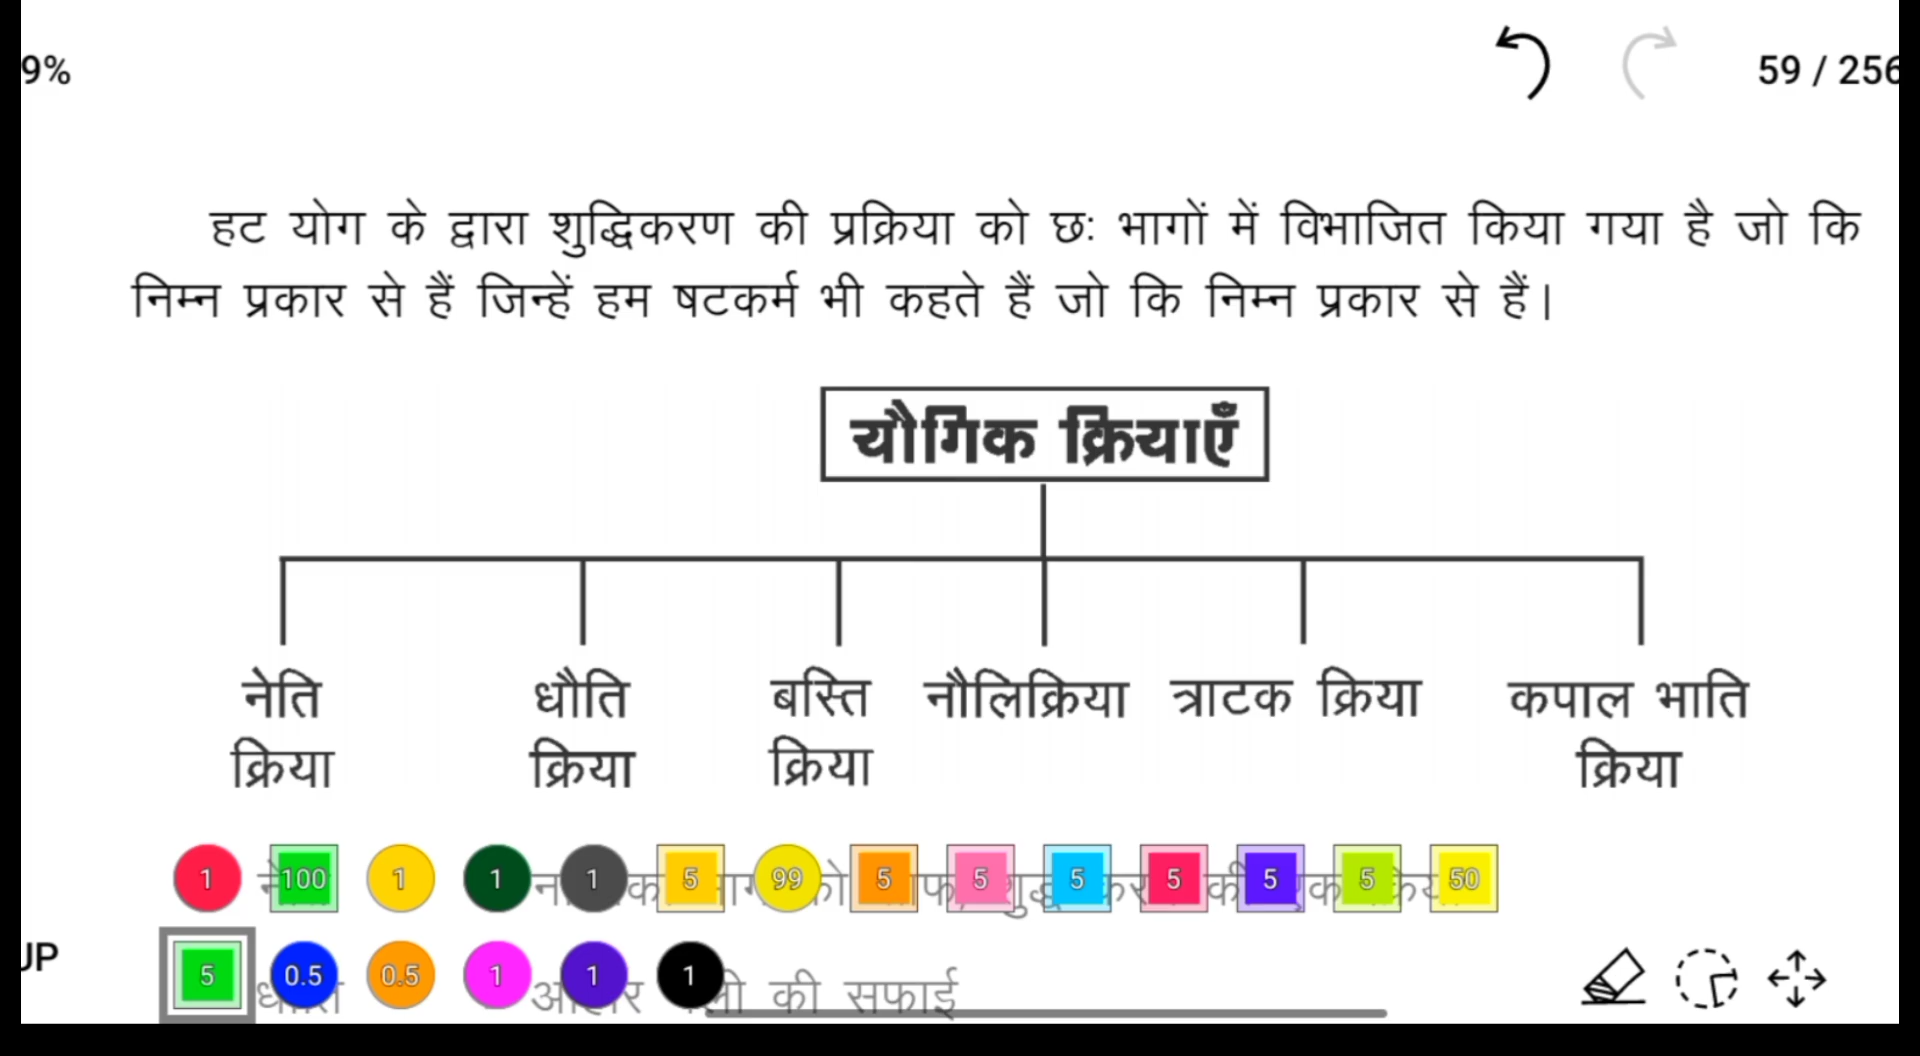 9%
59 / 256
हट योग के द्वारा शुद्धिकरण की प्रक्रिया को छः भागों में विभाजित किया गया है जो कि
निम्न प्रकार से हैं जिन्हें हम षटकर्म भी कहते हैं जो कि निम्न प्रकार से हैं।
यौगिक क्रियाएँ
नेति धौति बस्ति नौलिक्रिया त्राटक क्रिया कपाल भाति
क्रिया क्रिया क्रिया क्रिया
1 100 1 1 1 5 99 5 5 5 5 5 5 50
UP
5 0.5 0.5 1 1 1
की सफाई